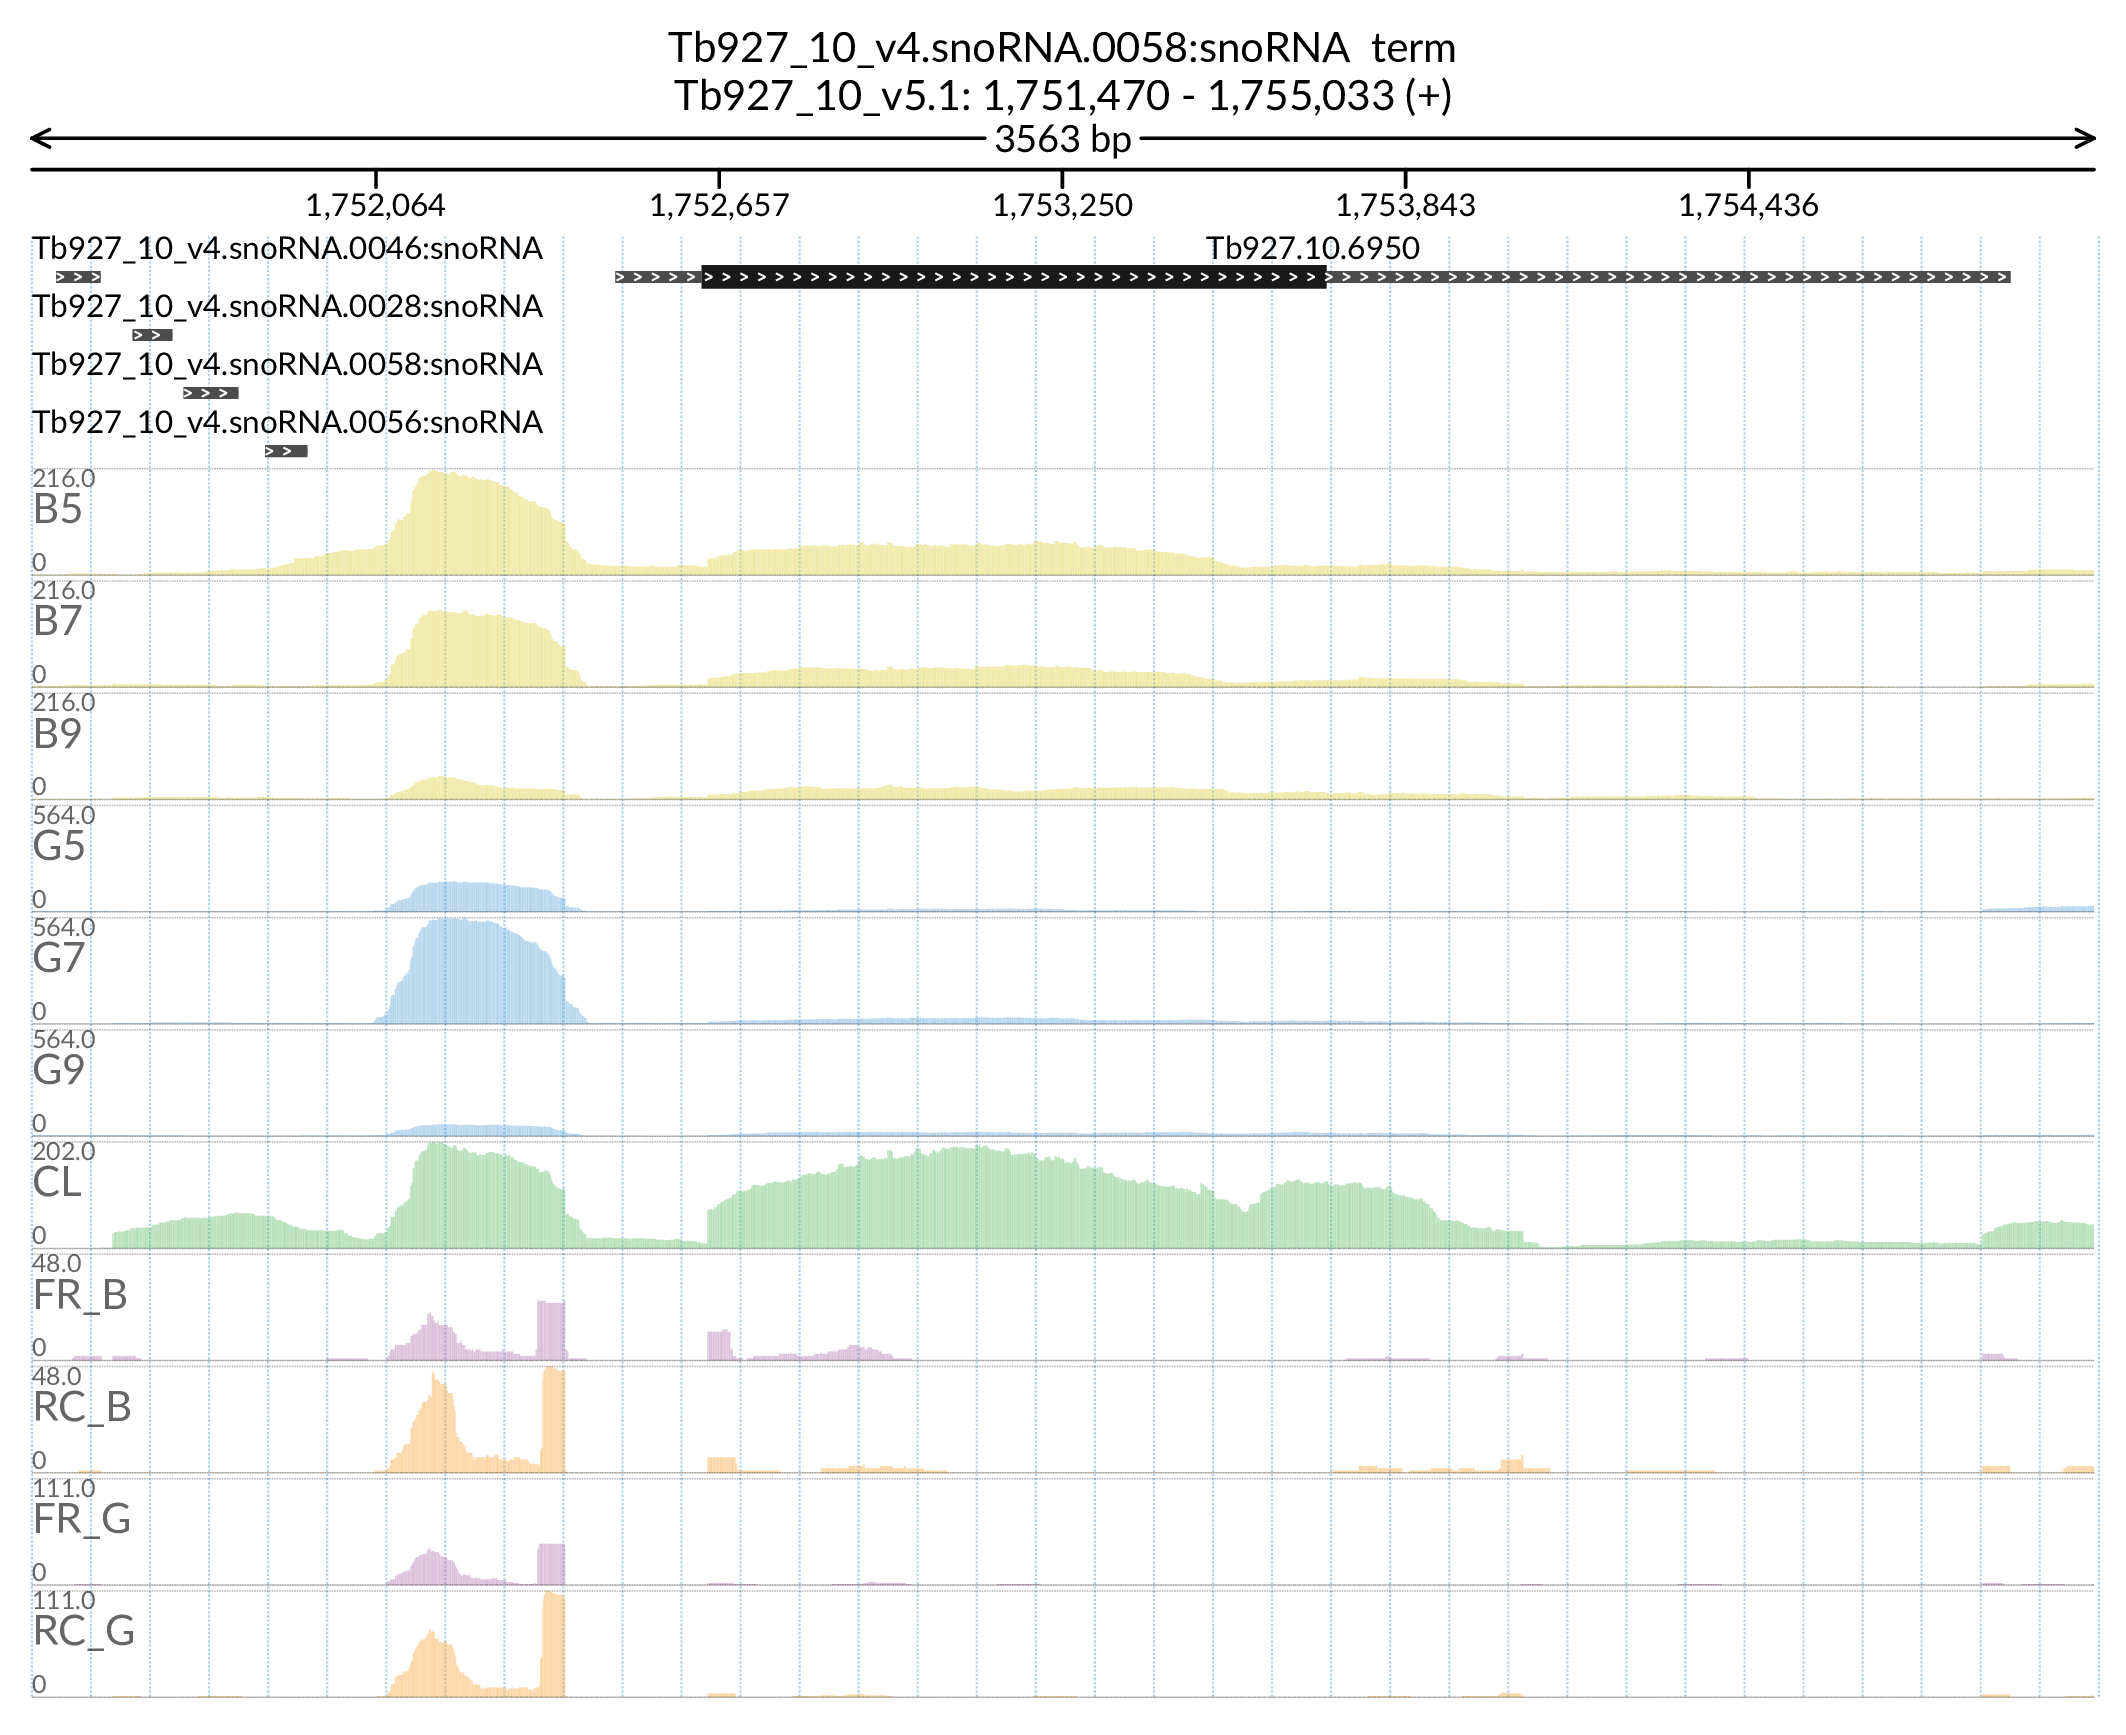 Tb927_10_v4.snoRNA.0058:snoRNA term
Tb927_10_v5.1: 1,751,470 - 1,755,033 (+)
3563 bp
1,752,064 1,752,657 1,753,250 1,753,843 1,754,436
Tb927_10_v4.snoRNA.0046:snoRNA Tb927.10.6950
Tb927_10_v4.snoRNA.0028:snoRNA
Tb927_10_v4.snoRNA.0058:snoRNA
Tb927_10_v4.snoRNA.0056:snoRNA
216.0
B5
0
216.0
B7
0
216.0
B9
0
564.0
G5
0
564.0
G7
0
564.0
G9
0
202.0
CL
0
48.0
FR_B
0
48.0
RC_B
0
111.0
FR_G
0
111.0
RC_G
0